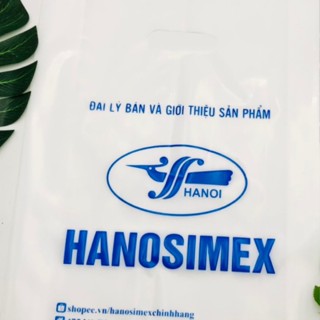 ĐẠI LÝ BÁN VÀ GIỚI THIỆU SẢN PHẨM
HANOI
HANOSIMEX
shopee.vn/hanosimexchinhhang